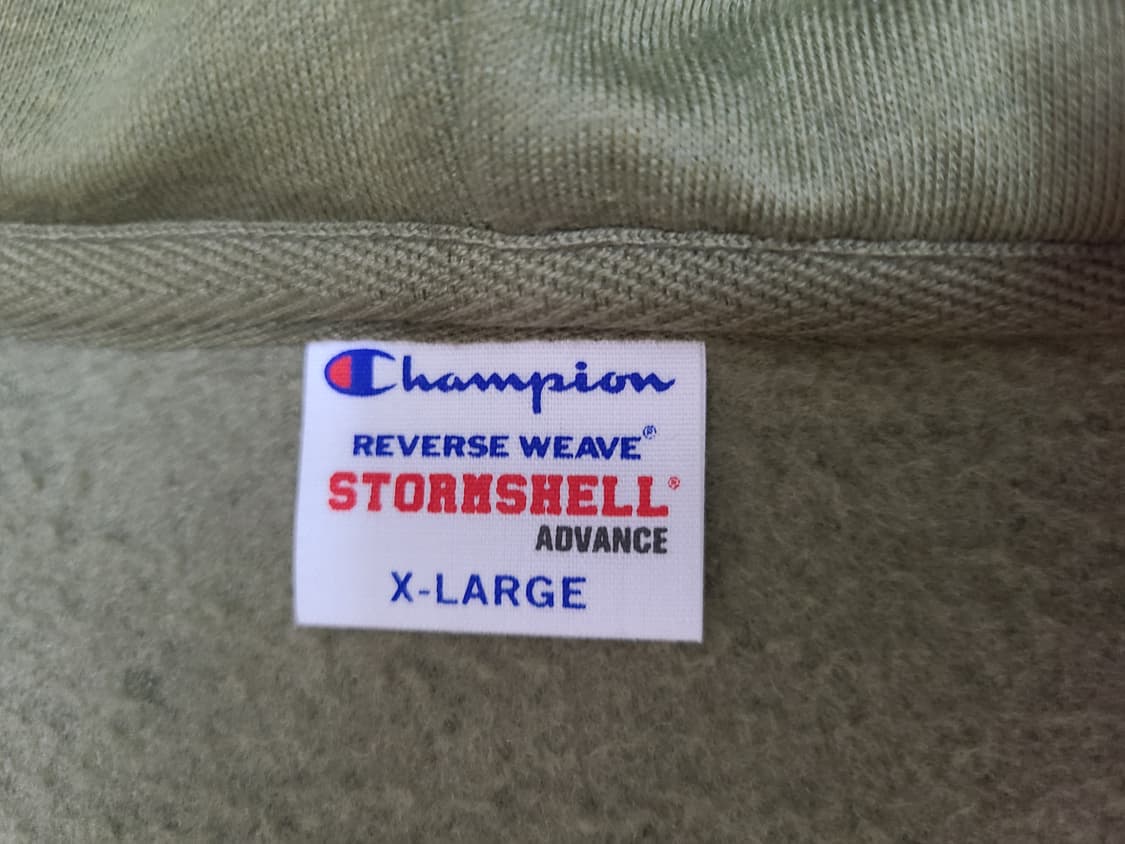 Champion
REVERSE WEAVE®
STORMSHELL®
ADVANCE
X-LARGE